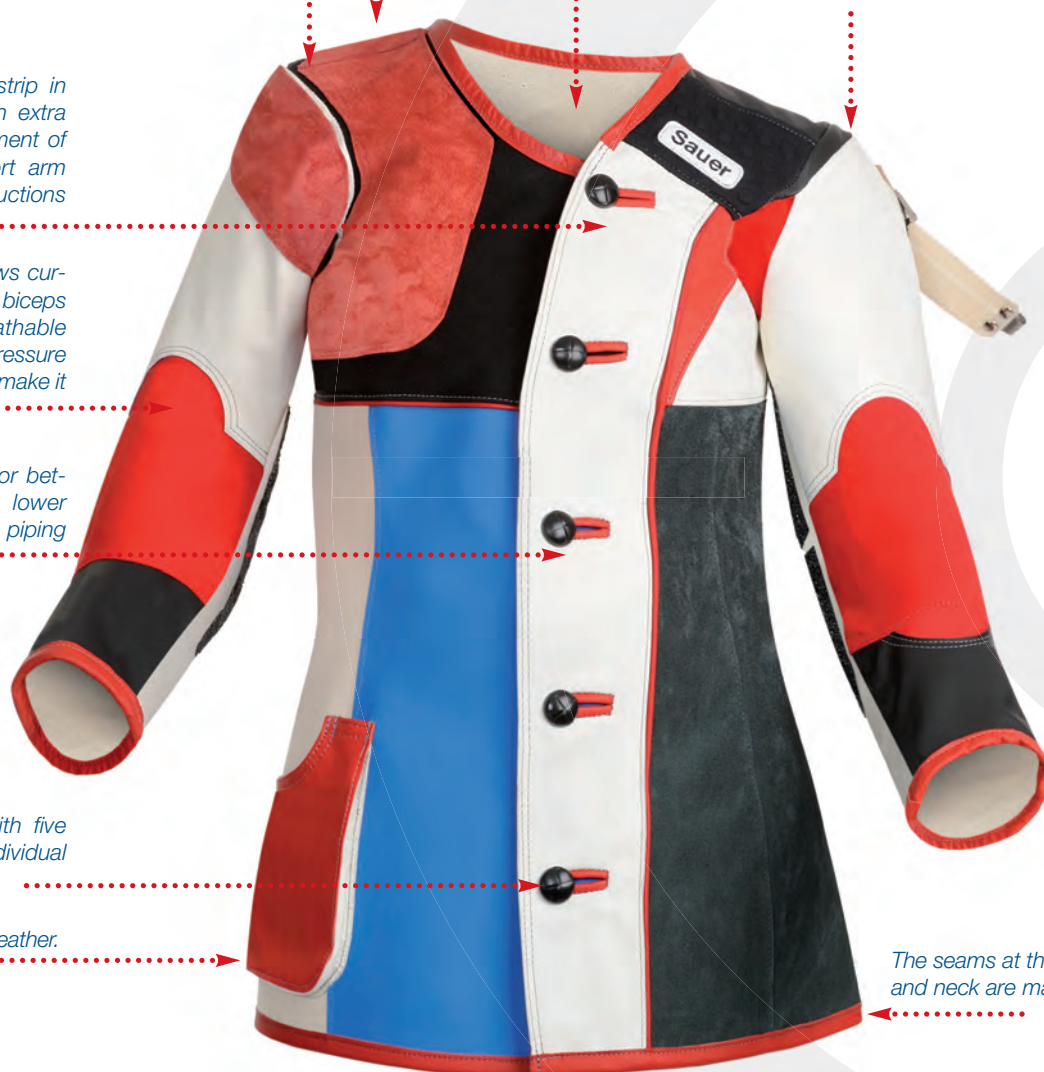 strip in
extra
ment of
rt arm
uctions
Sauer
ws cur-
biceps
athable
ressure
make it
or bet-
lower
piping
ith five
dividual
eather.
The seams at th
and neck are ma